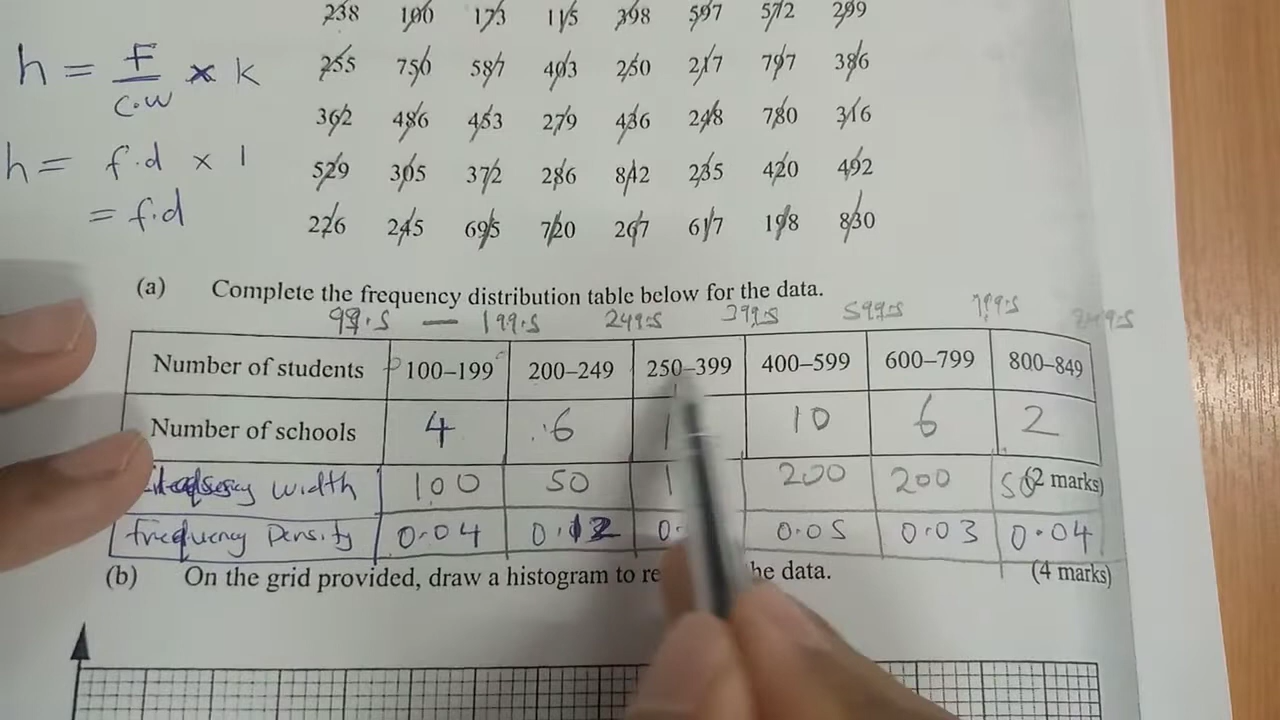 238 100 173 115 398 597 572 299
255 750 587 403 250 217 797 386
362 486 453 279 436 248 780 316
529 305 372 286 842 235 420 492
226 245 695 720 267 617 198 830
h = F/C.W × K
h = f.d × 1
= f.d
(a) Complete the frequency distribution table below for the data.
99.5 — 199.5 249.5 399.5 599.5 799.5 849.5
Number of students 100–199 200–249 250–399 400–599 600–799 800–849
Number of schools 4 6 1 10 6 2
width 100 50 1 200 200 50 (2 marks)
frequency Density 0.04 0.12 0. 0.05 0.03 0.04
(b) On the grid provided, draw a histogram to re he data. (4 marks)